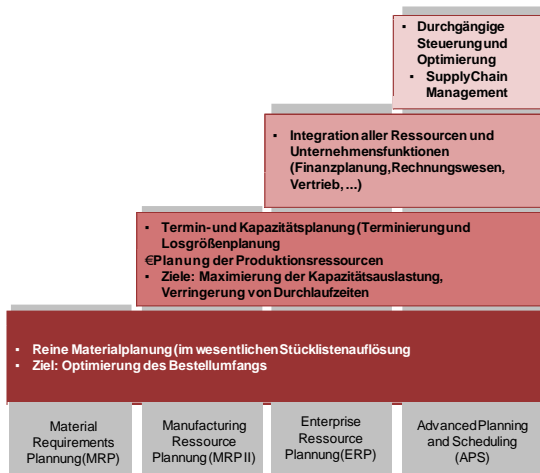 ▪ Durchgängige
Steuerung und
Optimierung
▪ SupplyChain
Management
▪ Integration aller Ressourcen und
Unternehmensfunktionen
(Finanzplanung, Rechnungswesen,
Vertrieb, ...)
▪ Termin- und Kapazitätsplanung (Terminierung und
Losgrößenplanung
€Planung der Produktionsressourcen
▪ Ziele: Maximierung der Kapazitätsauslastung,
Verringerung von Durchlaufzeiten
▪ Reine Materialplanung (im wesentlichen Stücklistenauflösung
▪ Ziel: Optimierung des Bestellumfangs
Material
Requirements
Plannung (MRP)
Manufacturing
Ressource
Plannung (MRP II)
Enterprise
Ressource
Plannung (ERP)
Advanced Planning
and Scheduling
(APS)